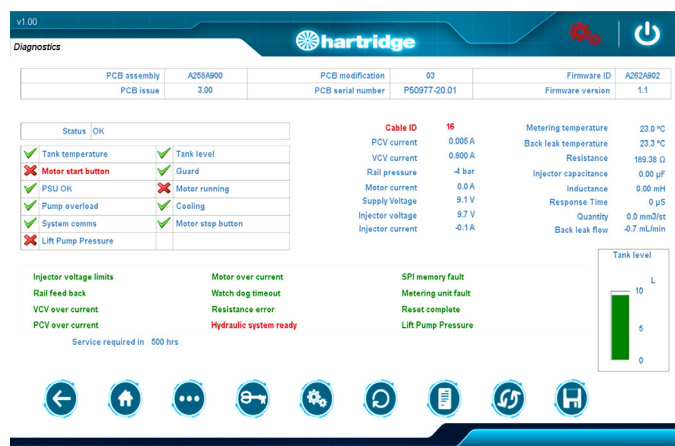 v1.00
Diagnostics
hartridge
PCB assembly A258A900 PCB modification 03 Firmware ID A262A902
PCB issue 3.00 PCB serial number P50977-20.01 Firmware version 1.1
Status OK
Tank temperature Tank level
Motor start button Guard
PSU OK Motor running
Pump overload Cooling
System comms Motor stop button
Lift Pump Pressure
Cable ID 16
PCV current 0.005 A
VCV current 0.800 A
Rail pressure -4 bar
Motor current 0.0 A
Supply Voltage 9.1 V
Injector voltage 9.7 V
Injector current -0.1 A
Metering temperature 23.0 ºC
Back leak temperature 23.3 ºC
Resistance 189.38 Ω
Injector capacitance 0.00 µF
Inductance 0.00 mH
Response Time 0 µS
Quantity 0.0 mm3/st
Back leak flow -0.7 mL/min
Injector voltage limits Motor over current SPI memory fault
Rail feed back Watch dog timeout Metering unit fault
VCV over current Resistance error Reset complete
PCV over current Hydraulic system ready Lift Pump Pressure
Service required in 500 hrs
Tank level
L
10
5
0